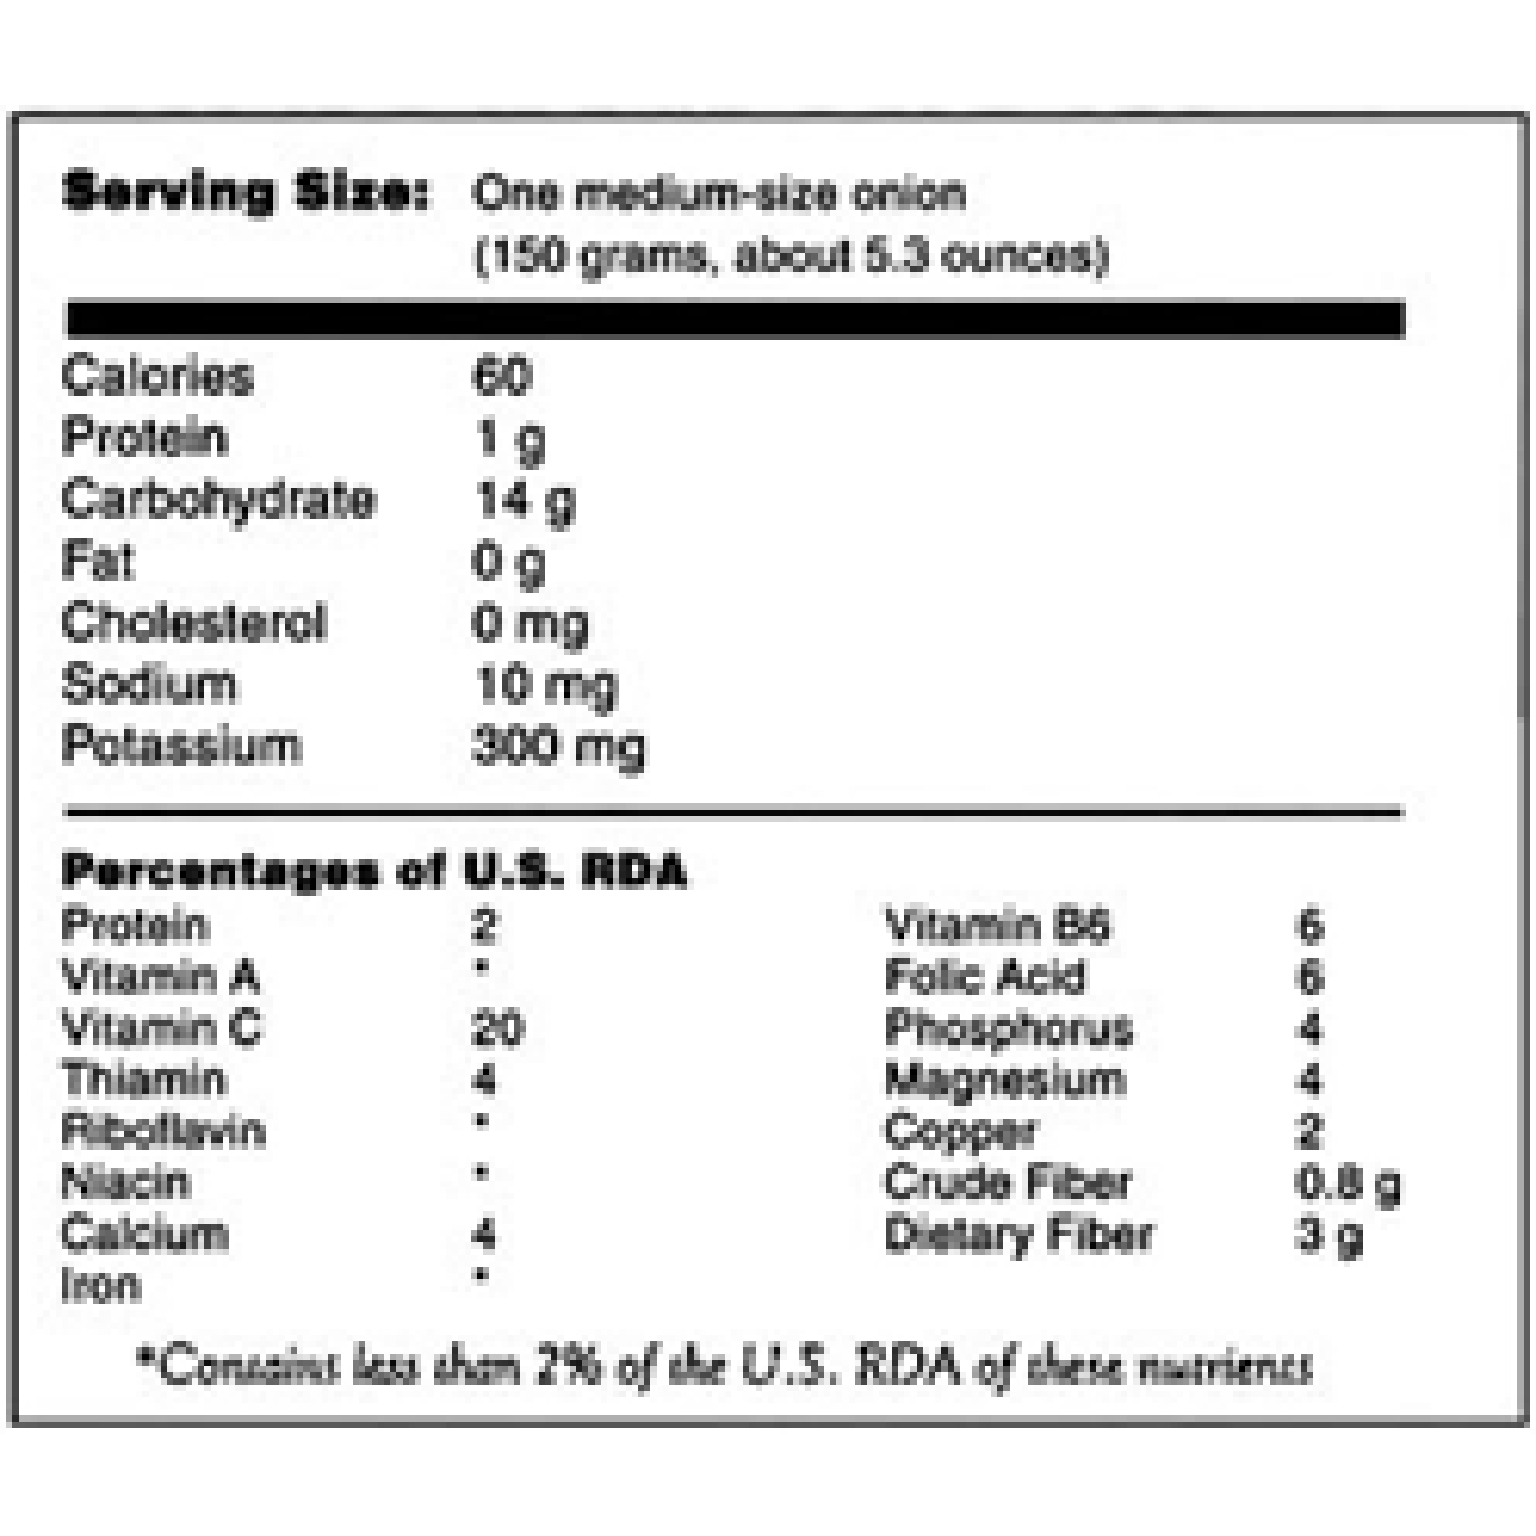 Serving Size: One medium-size onion
(150 grams, about 5.3 ounces)
Calories 60
Protein 1 g
Carbohydrate 14 g
Fat 0 g
Cholesterol 0 mg
Sodium 10 mg
Potassium 300 mg
Percentages of U.S. RDA
Protein 2 Vitamin B6 6
Vitamin A * Folic Acid 6
Vitamin C 20 Phosphorus 4
Thiamin 4 Magnesium 4
Riboflavin * Copper 2
Niacin * Crude Fiber 0.8 g
Calcium 4 Dietary Fiber 3 g
Iron *
*Contains less than 2% of the U.S. RDA of these nutrients